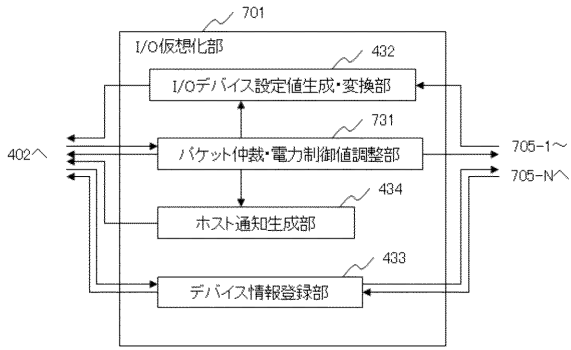 701
I/O仮想化部
432
I/Oデバイス設定値生成・変換部
731
パケット仲裁・電力制御値調整部
402へ
705-1～
705-Nへ
434
ホスト通知生成部
433
デバイス情報登録部